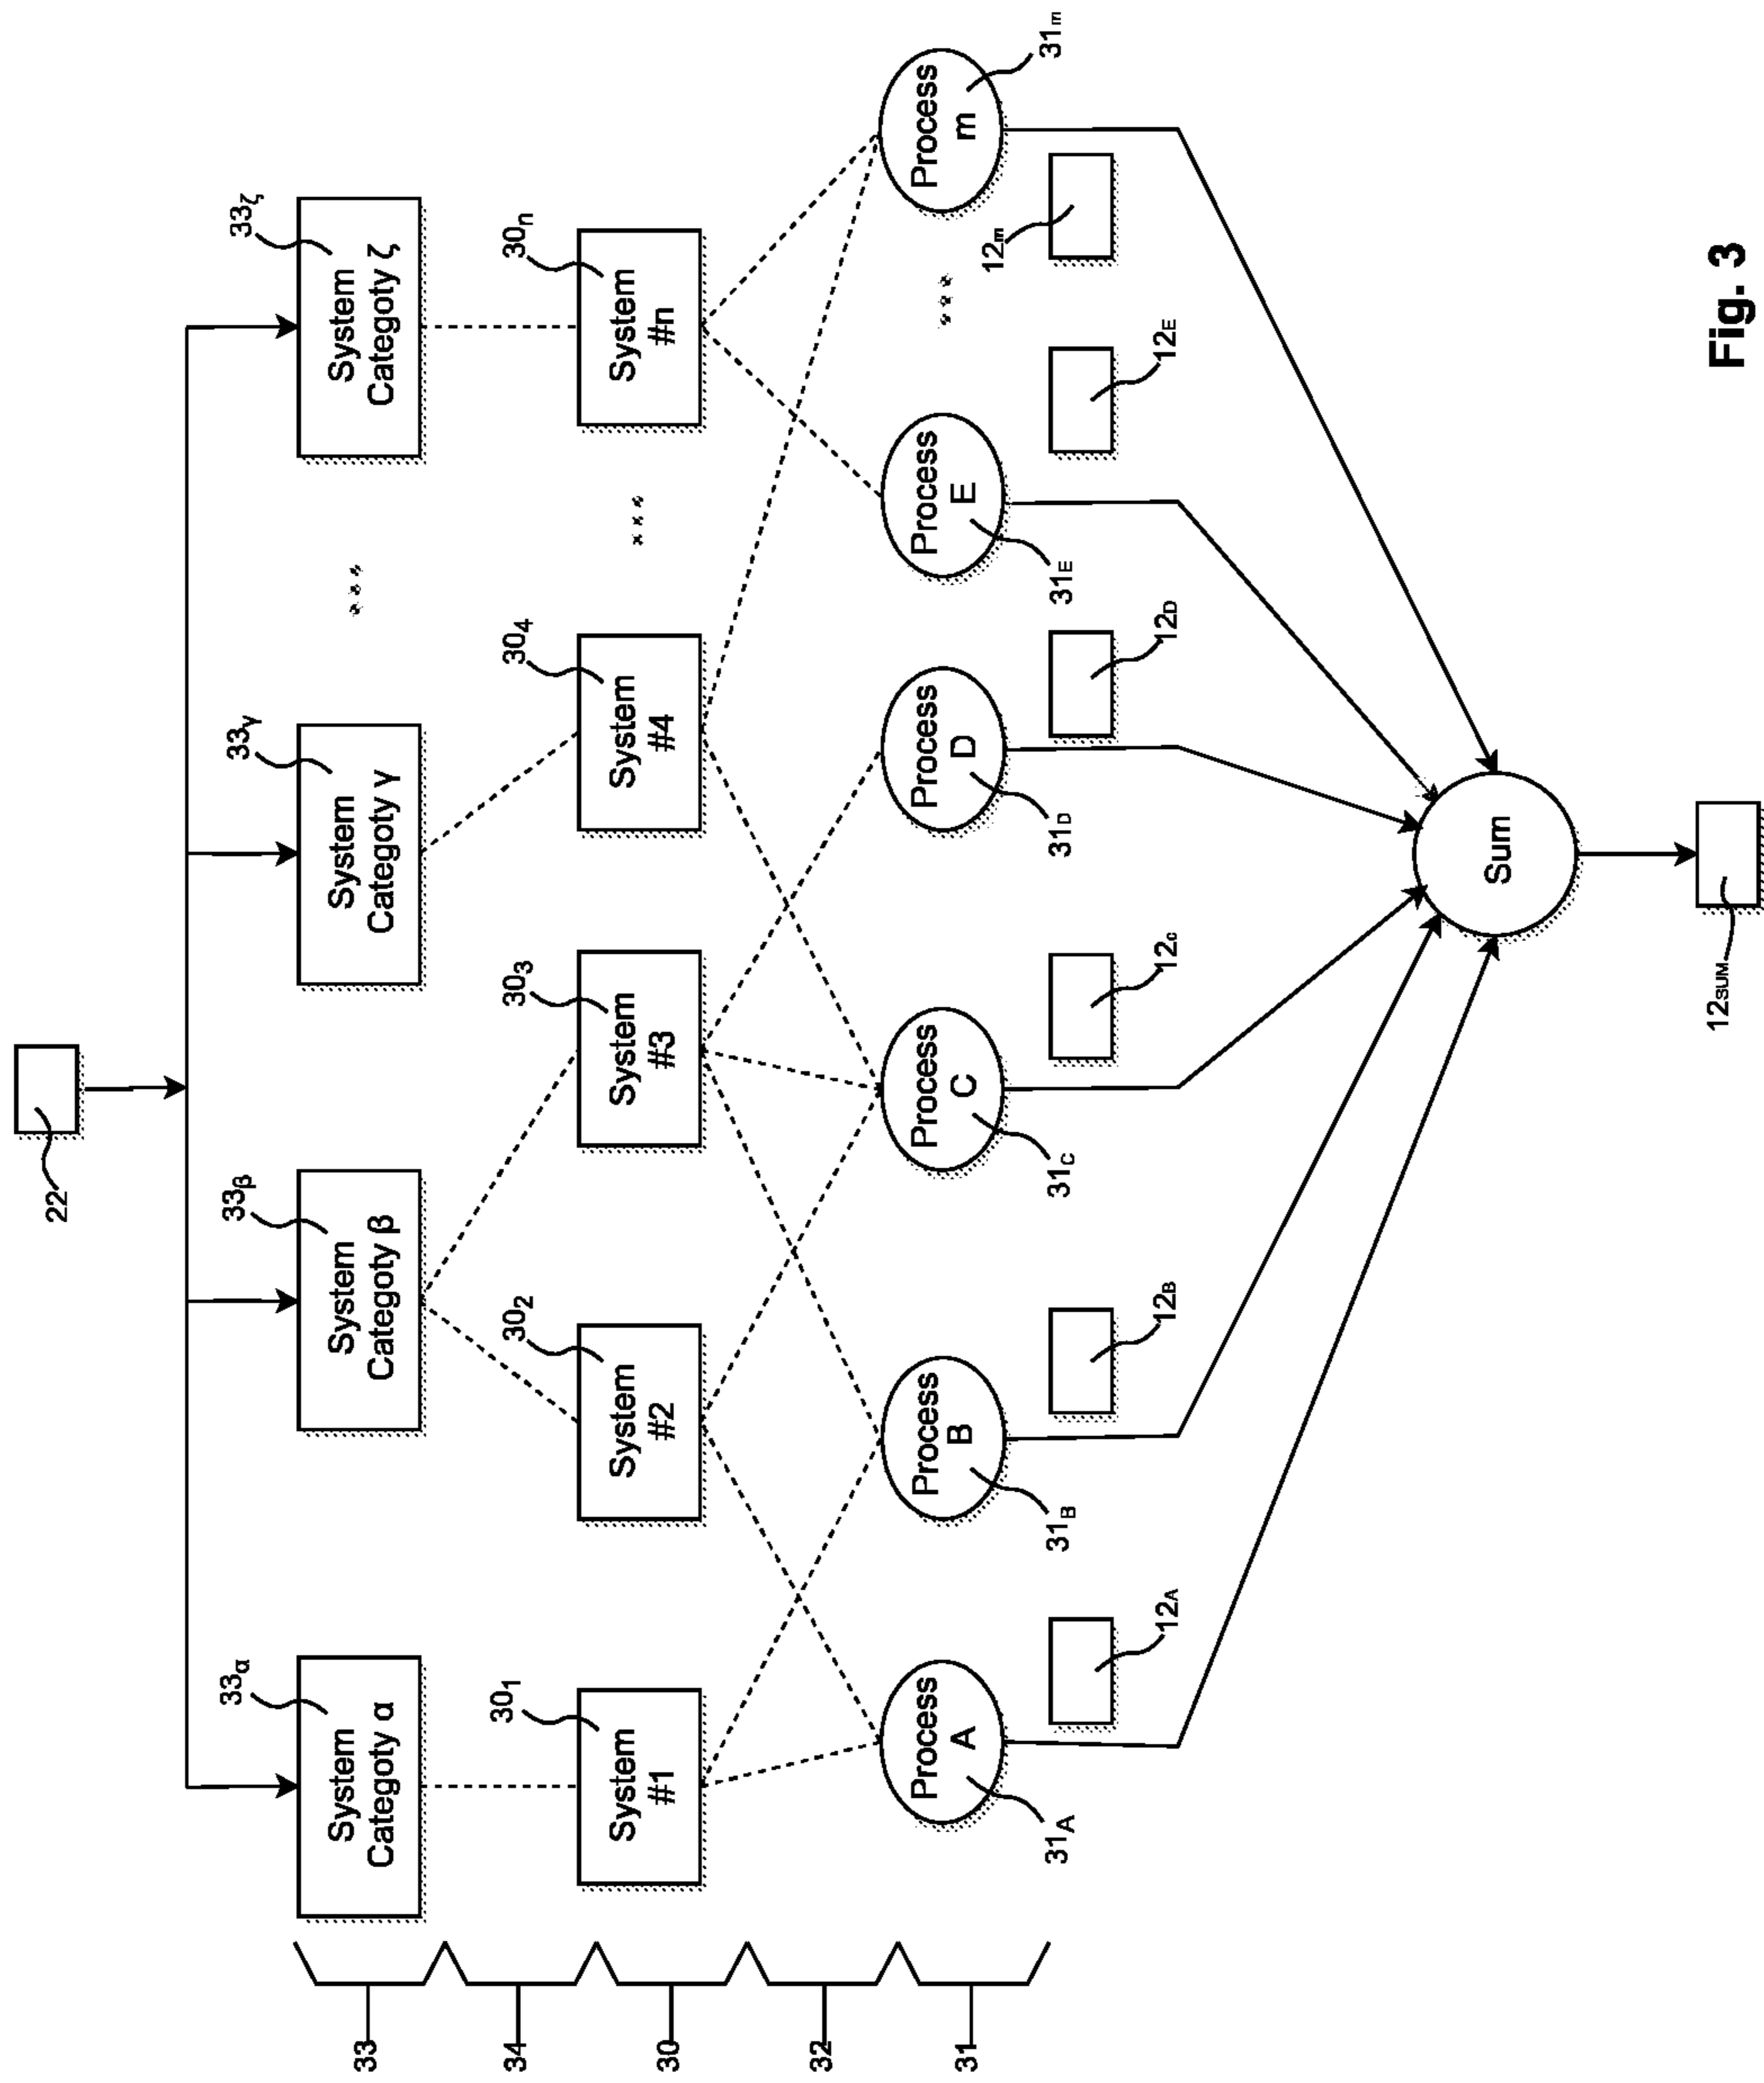 22
33α
33β
33γ
33ζ
System
Categoty α
System
Categoty β
System
Categoty γ
System
Categoty ζ
33
34
30₁
30₂
30₃
30₄
30ₙ
System
#1
System
#2
System
#3
System
#4
System
#n
30
32
Process
A
Process
B
Process
C
Process
D
Process
E
Process
m
31
31A
31B
31C
31D
31E
31m
12A
12B
12c
12D
12E
12m
Sum
12SUM
Fig. 3